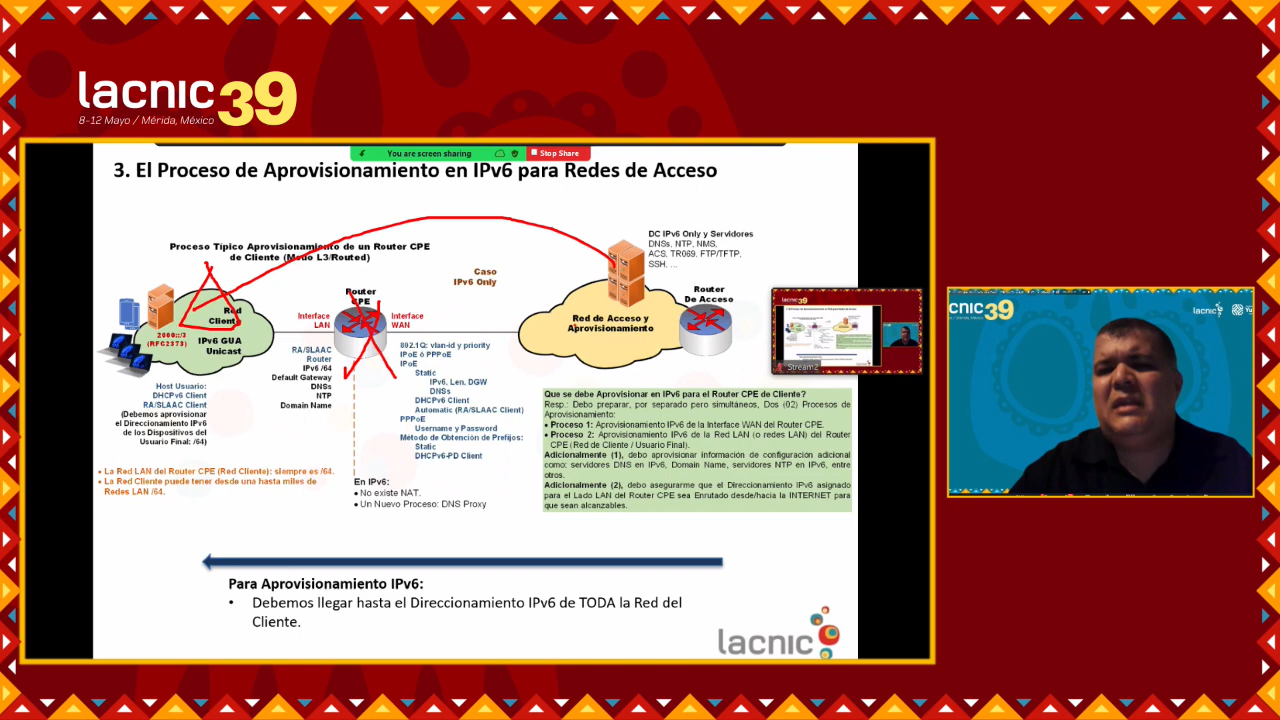 lacnic 39
8-12 Mayo / Mérida, México
You are screen sharing
Stop Share
3. El Proceso de Aprovisionamiento en IPv6 para Redes de Acceso
Proceso Típico Aprovisionamiento de un Router CPE
de Cliente (Modo L3/Routed)
Caso
IPv6 Only
DC IPv6 Only y Servidores
DNSs, NTP, NMS,
ACS, TR069, FTP/TFTP,
SSH, ...
Router
CPE
Router
De Acceso
Red
Cliente
2000::/3
(RFC2373)
IPv6 GUA
Unicast
Interface
LAN
Interface
WAN
Red de Acceso y
Aprovisionamiento
RA/SLAAC
Router
IPv6 /64
Default Gateway
DNSs
NTP
Domain Name
802.1Q: vlan-id y priority
IPoE ó PPPoE
IPoE
Static
IPv6, Len, DGW
DNSs
DHCPv6 Client
Automatic (RA/SLAAC Client)
PPPoE
Username y Password
Método de Obtención de Prefijos:
Static
DHCPv6-PD Client
Host Usuario:
DHCPv6 Client
RA/SLAAC Client
(Debemos aprovisionar
el Direccionamiento IPv6
de los Dispositivos del
Usuario Final: /64)
• La Red LAN del Router CPE (Red Cliente): siempre es /64.
• La Red Cliente puede tener desde una hasta miles de
Redes LAN /64.
En IPv6:
• No existe NAT.
• Un Nuevo Proceso: DNS Proxy
Que se debe Aprovisionar en IPv6 para el Router CPE de Cliente?
Resp.: Debo preparar, por separado pero simultáneos, Dos (02) Procesos de
Aprovisionamiento:
• Proceso 1: Aprovisionamiento IPv6 de la Interface WAN del Router CPE.
• Proceso 2: Aprovisionamiento IPv6 de la Red LAN (o redes LAN) del Router
CPE (Red de Cliente / Usuario Final).
Adicionalmente (1), debo aprovisionar información de configuración adicional
como: servidores DNS en IPv6, Domain Name, servidores NTP en IPv6, entre
otros.
Adicionalmente (2), debo asegurarme que el Direccionamiento IPv6 asignado
para el Lado LAN del Router CPE sea Enrutado desde/hacia la INTERNET para
que sean alcanzables.
Para Aprovisionamiento IPv6:
• Debemos llegar hasta el Direccionamiento IPv6 de TODA la Red del
Cliente.
lacnic
lacnic39
Stream2
cnic39
lacnic